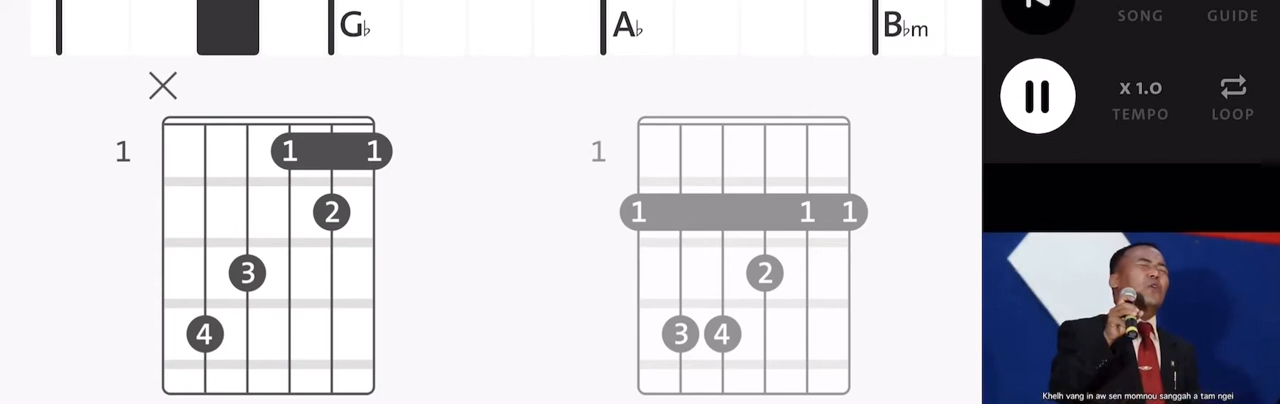 G♭
A♭
B♭m
SONG
GUIDE
X 1.0
TEMPO
LOOP
1
1 1
2
3
4
1
1 1 1
2
3 4
Khelh vang in aw sen momnou sanggah a tam ngei